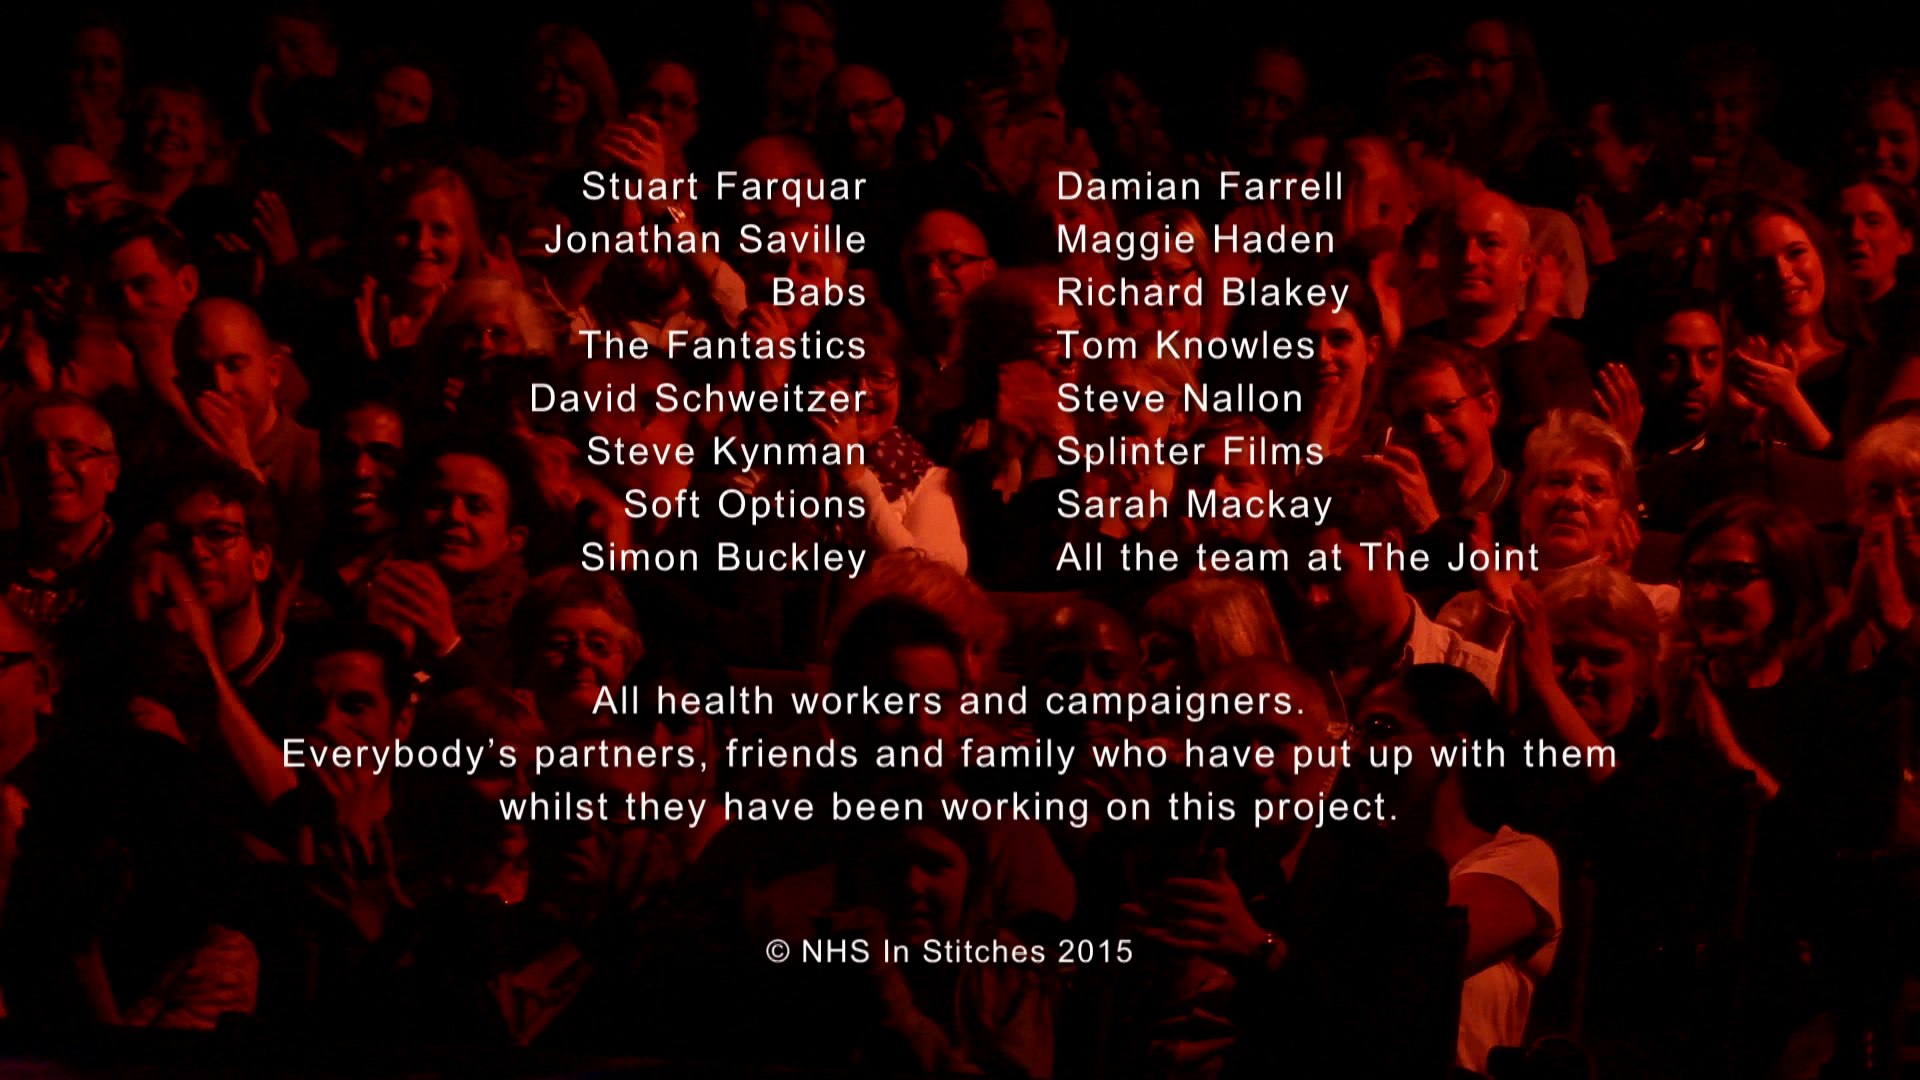 Stuart Farquar
Jonathan Saville
Babs
The Fantastics
David Schweitzer
Steve Kynman
Soft Options
Simon Buckley
Damian Farrell
Maggie Haden
Richard Blakey
Tom Knowles
Steve Nallon
Splinter Films
Sarah Mackay
All the team at The Joint
All health workers and campaigners.
Everybody’s partners, friends and family who have put up with them
whilst they have been working on this project.
© NHS In Stitches 2015